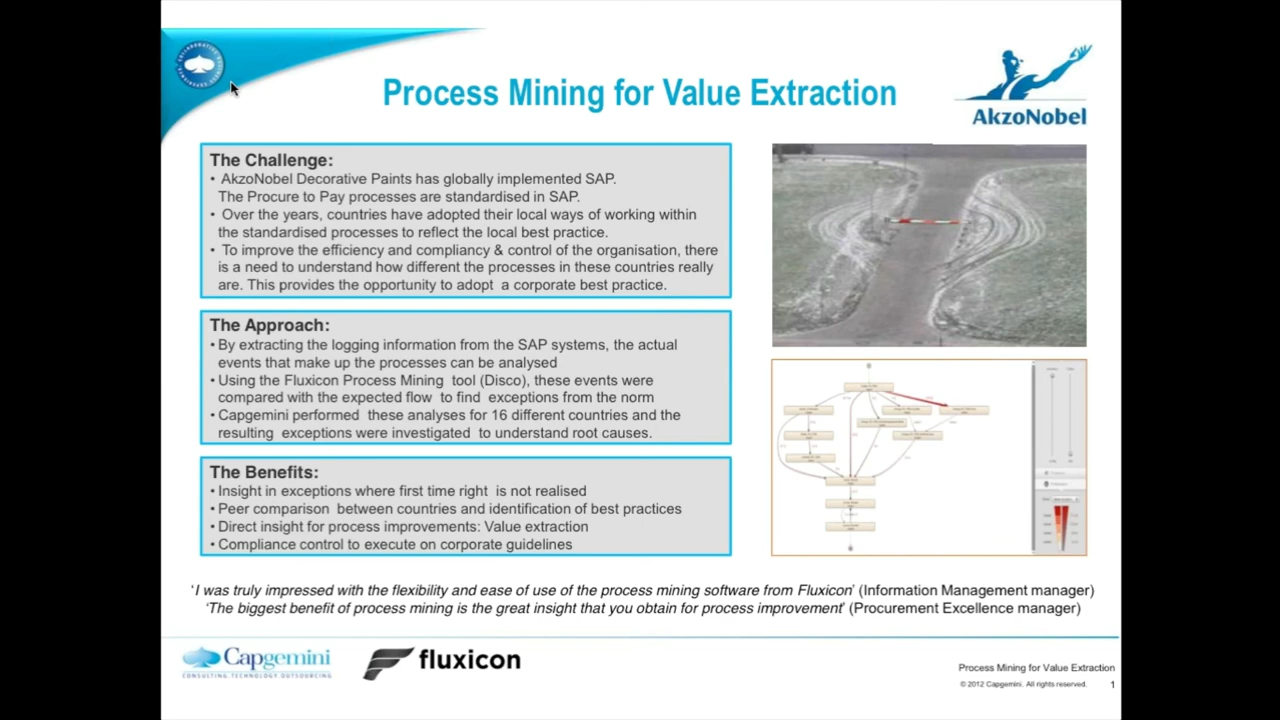 Process Mining for Value Extraction
AkzoNobel
The Challenge:
• AkzoNobel Decorative Paints has globally implemented SAP.
The Procure to Pay processes are standardised in SAP.
• Over the years, countries have adopted their local ways of working within
the standardised processes to reflect the local best practice.
• To improve the efficiency and compliancy & control of the organisation, there
is a need to understand how different the processes in these countries really
are. This provides the opportunity to adopt a corporate best practice.
The Approach:
• By extracting the logging information from the SAP systems, the actual
events that make up the processes can be analysed
• Using the Fluxicon Process Mining tool (Disco), these events were
compared with the expected flow to find exceptions from the norm
• Capgemini performed these analyses for 16 different countries and the
resulting exceptions were investigated to understand root causes.
The Benefits:
• Insight in exceptions where first time right is not realised
• Peer comparison between countries and identification of best practices
• Direct insight for process improvements: Value extraction
• Compliance control to execute on corporate guidelines
'I was truly impressed with the flexibility and ease of use of the process mining software from Fluxicon' (Information Management manager)
'The biggest benefit of process mining is the great insight that you obtain for process improvement' (Procurement Excellence manager)
Capgemini
CONSULTING.TECHNOLOGY.OUTSOURCING
fluxicon
Process Mining for Value Extraction
© 2012 Capgemini. All rights reserved. 1